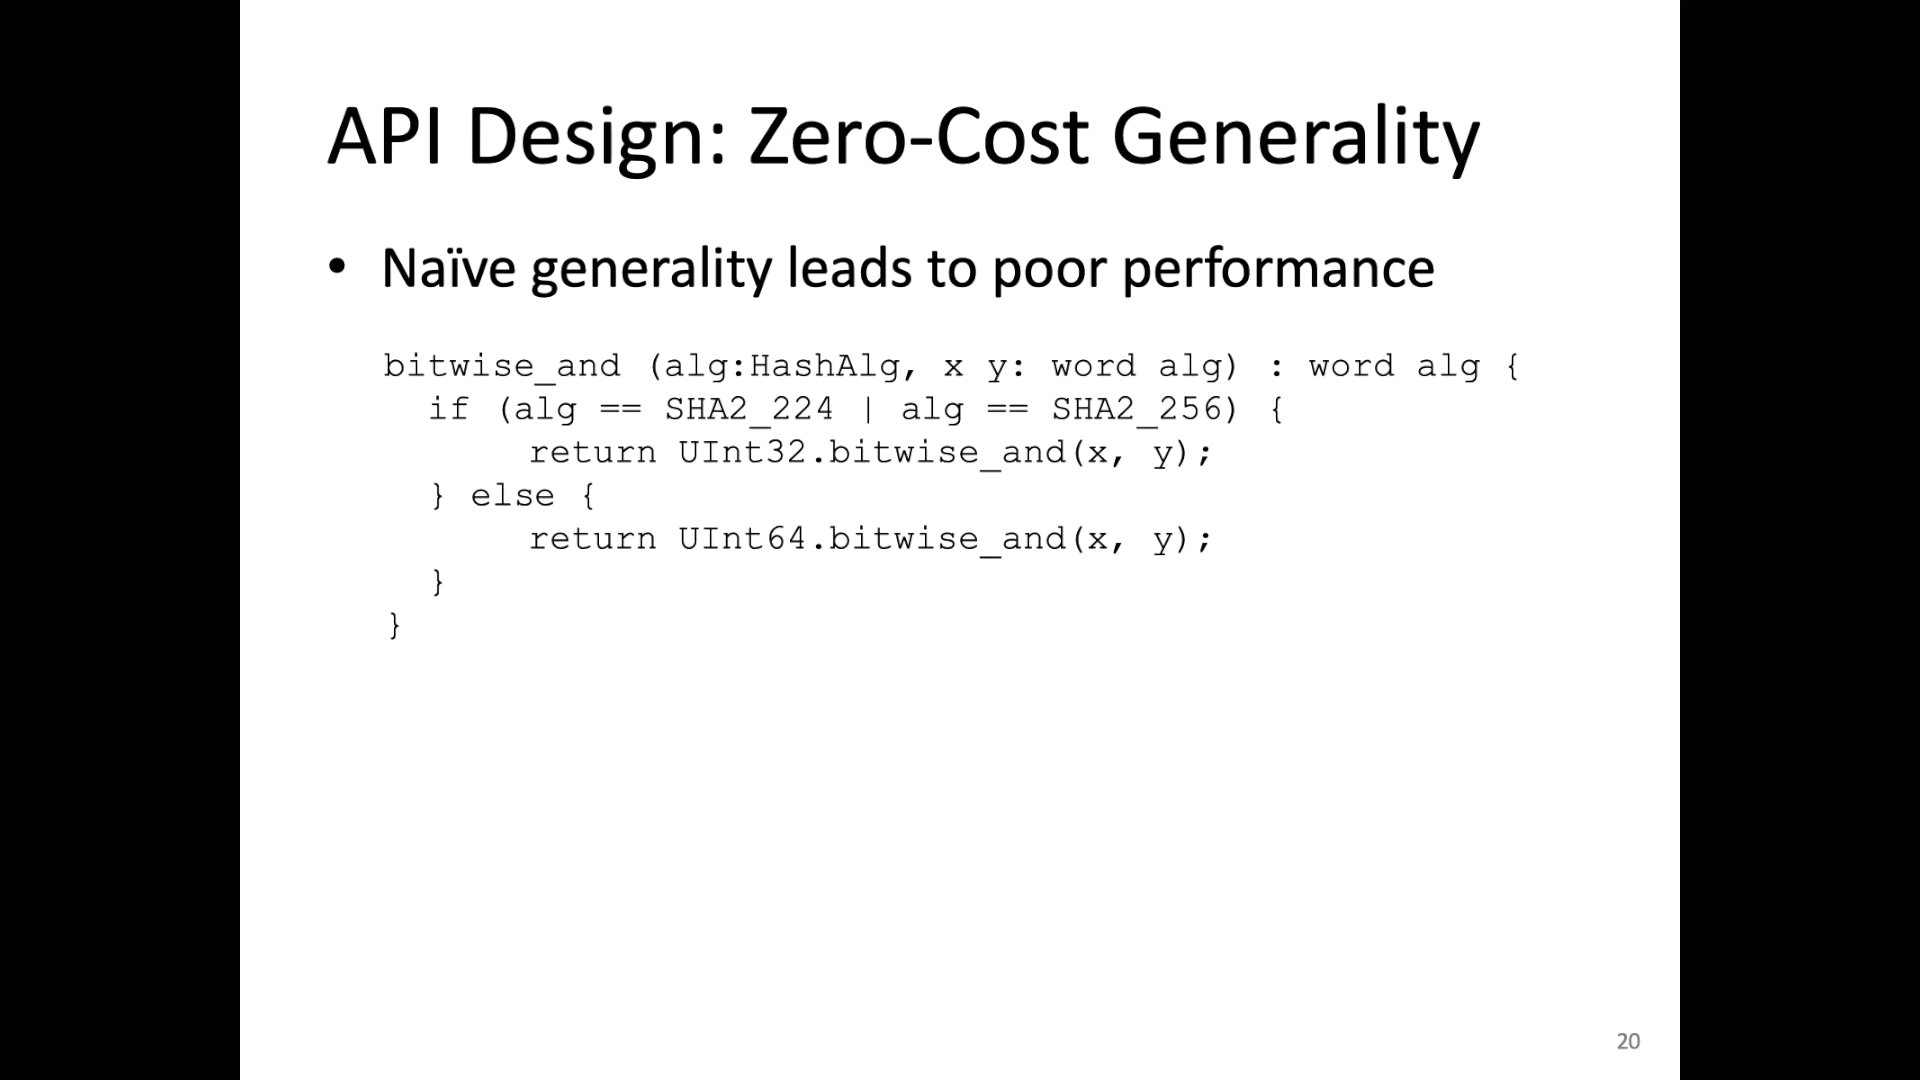 API Design: Zero-Cost Generality
• Naïve generality leads to poor performance
bitwise_and (alg:HashAlg, x y: word alg) : word alg {
if (alg == SHA2_224 | alg == SHA2_256) {
return UInt32.bitwise_and(x, y);
} else {
return UInt64.bitwise_and(x, y);
}
}
20